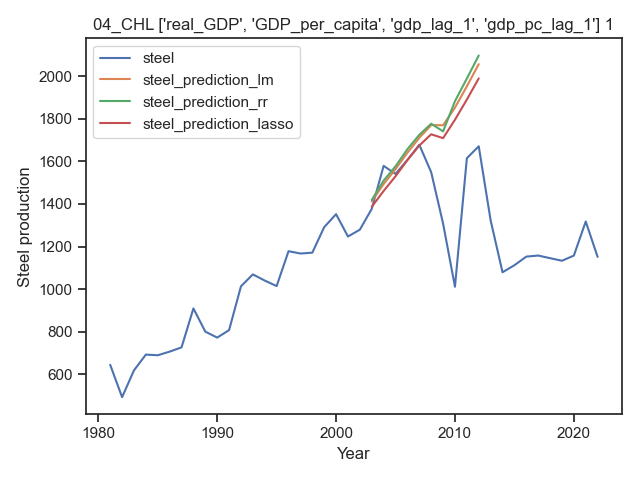 04_CHL ['real_GDP', 'GDP_per_capita', 'gdp_lag_1', 'gdp_pc_lag_1'] 1
steel
steel_prediction_lm
steel_prediction_rr
steel_prediction_lasso
Steel production
2000
1800
1600
1400
1200
1000
800
600
1980
1990
2000
2010
2020
Year